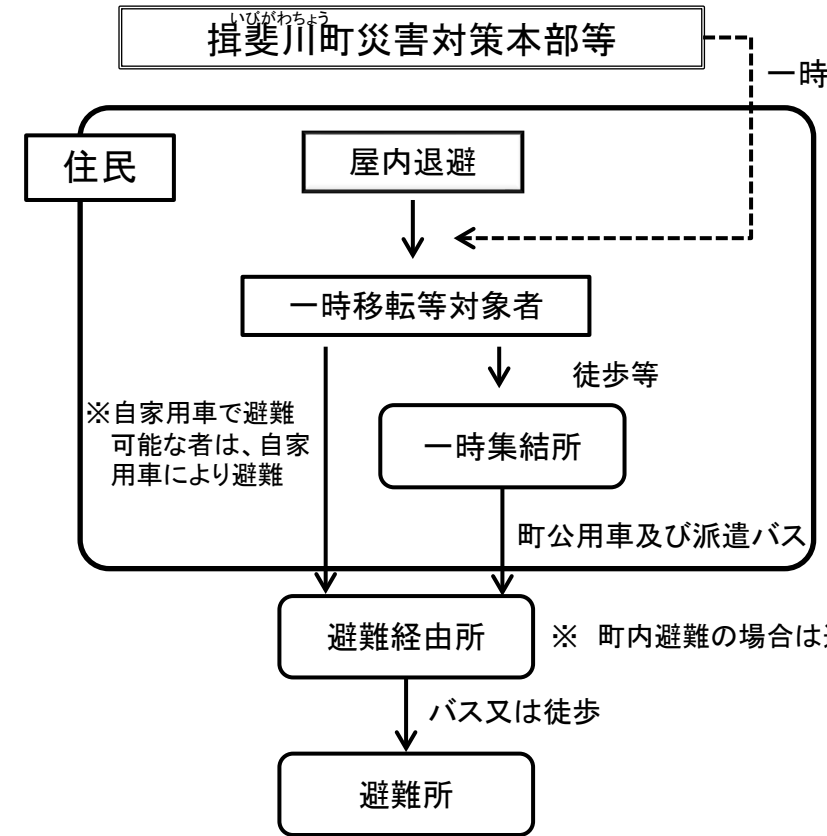 いびがわちょう
揖斐川町災害対策本部等
一時
住民
屋内退避
一時移転等対象者
徒歩等
※自家用車で避難
可能な者は、自家
用車により避難
一時集結所
町公用車及び派遣バス
避難経由所
※ 町内避難の場合は
バス又は徒歩
避難所